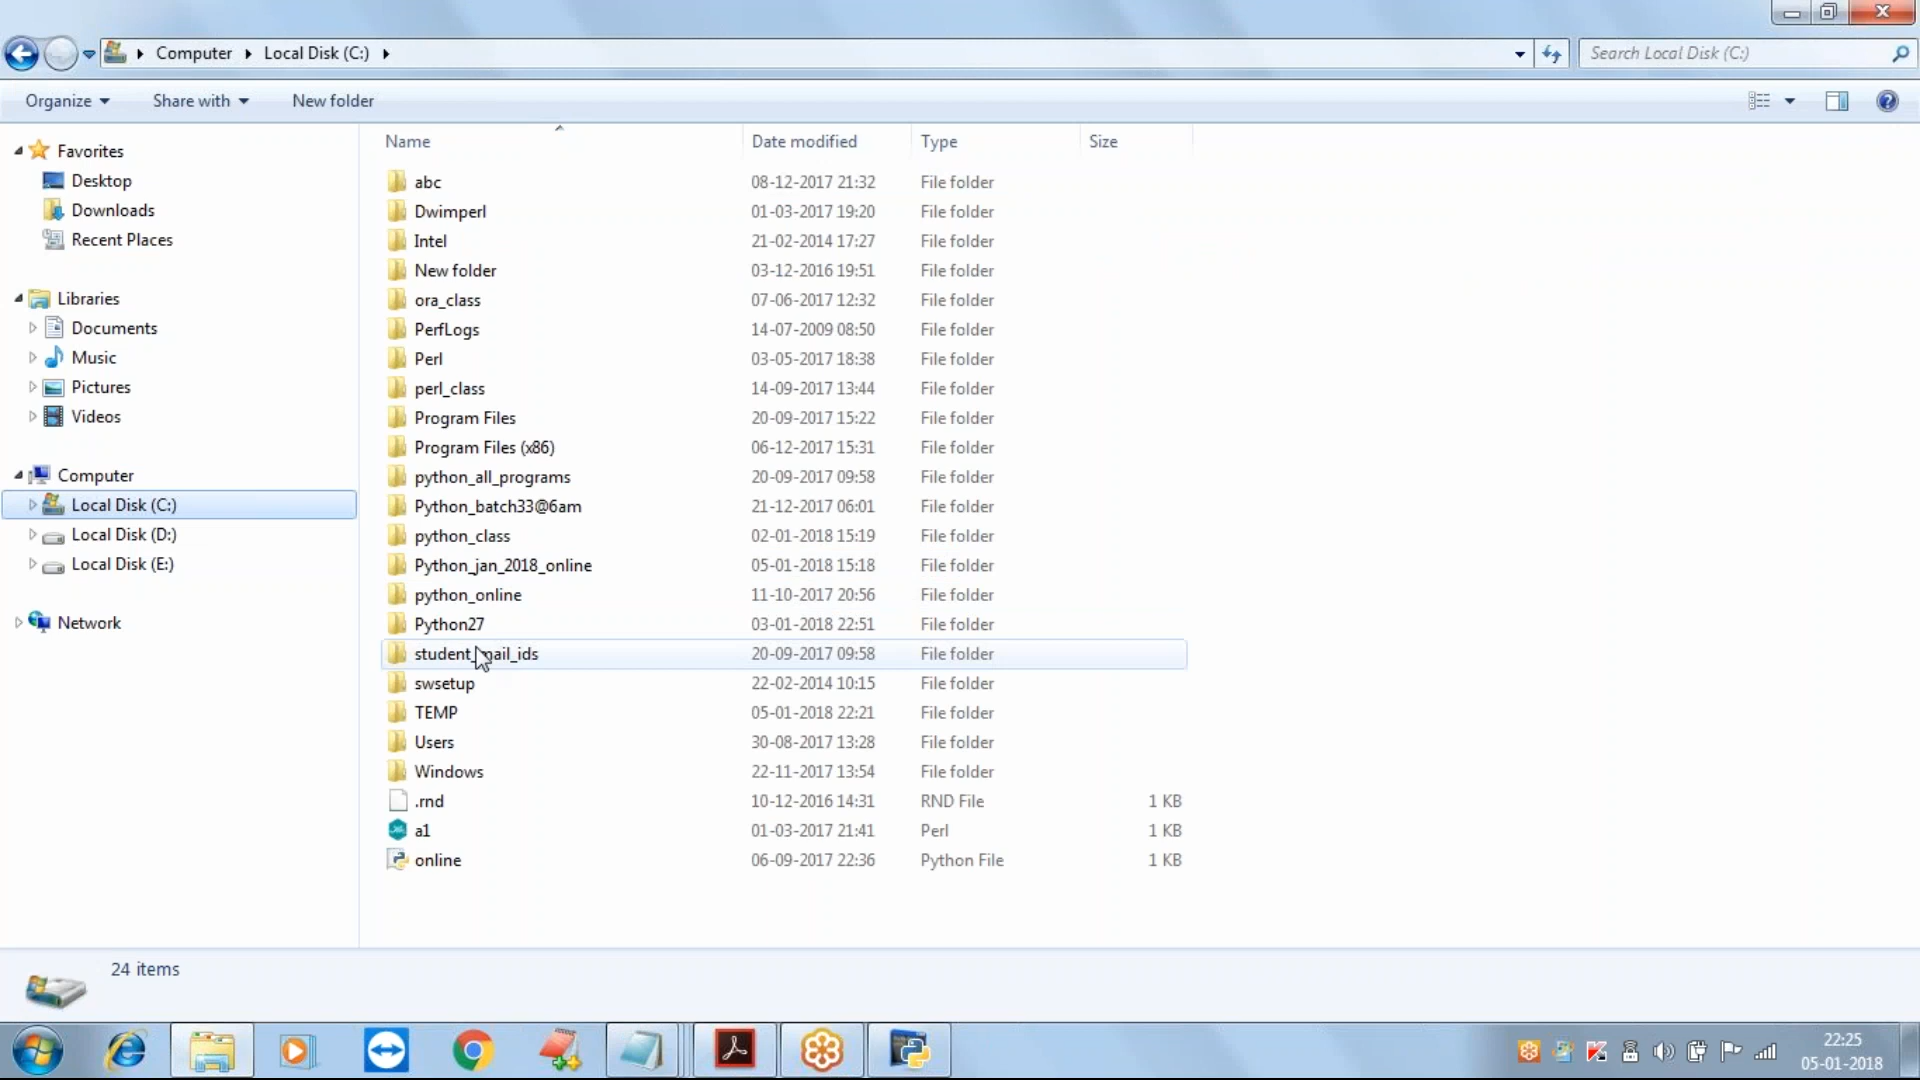 Computer Local Disk (C:)
Search Local Disk (C:)
Organize Share with New folder
Name Date modified Type Size
Favorites
Desktop
Downloads
Recent Places
Libraries
Documents
Music
Pictures
Videos
Computer
Local Disk (C:)
Local Disk (D:)
Local Disk (E:)
Network
abc 08-12-2017 21:32 File folder
Dwimperl 01-03-2017 19:20 File folder
Intel 21-02-2014 17:27 File folder
New folder 03-12-2016 19:51 File folder
ora_class 07-06-2017 12:32 File folder
PerfLogs 14-07-2009 08:50 File folder
Perl 03-05-2017 18:38 File folder
perl_class 14-09-2017 13:44 File folder
Program Files 20-09-2017 15:22 File folder
Program Files (x86) 06-12-2017 15:31 File folder
python_all_programs 20-09-2017 09:58 File folder
Python_batch33@6am 21-12-2017 06:01 File folder
python_class 02-01-2018 15:19 File folder
Python_jan_2018_online 05-01-2018 15:18 File folder
python_online 11-10-2017 20:56 File folder
Python27 03-01-2018 22:51 File folder
student_mail_ids 20-09-2017 09:58 File folder
swsetup 22-02-2014 10:15 File folder
TEMP 05-01-2018 22:21 File folder
Users 30-08-2017 13:28 File folder
Windows 22-11-2017 13:54 File folder
.rnd 10-12-2016 14:31 RND File 1 KB
a1 01-03-2017 21:41 Perl 1 KB
online 06-09-2017 22:36 Python File 1 KB
24 items
22:25
05-01-2018